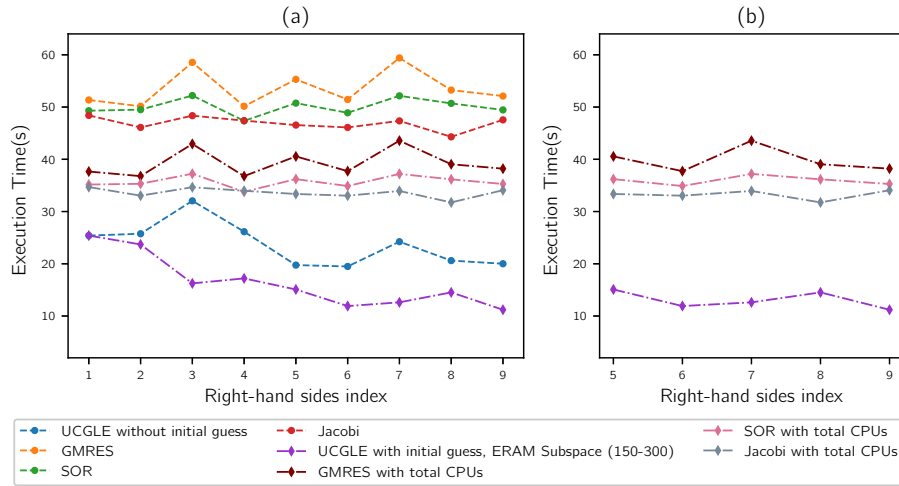 (a)
(b)
Execution Time(s)
60
50
40
30
20
10
1 2 3 4 5 6 7 8 9
Right-hand sides index
Execution Time(s)
60
50
40
30
20
10
5 6 7 8 9
Right-hand sides index
UCGLE without initial guess
GMRES
SOR
Jacobi
UCGLE with initial guess, ERAM Subspace (150-300)
GMRES with total CPUs
SOR with total CPUs
Jacobi with total CPUs